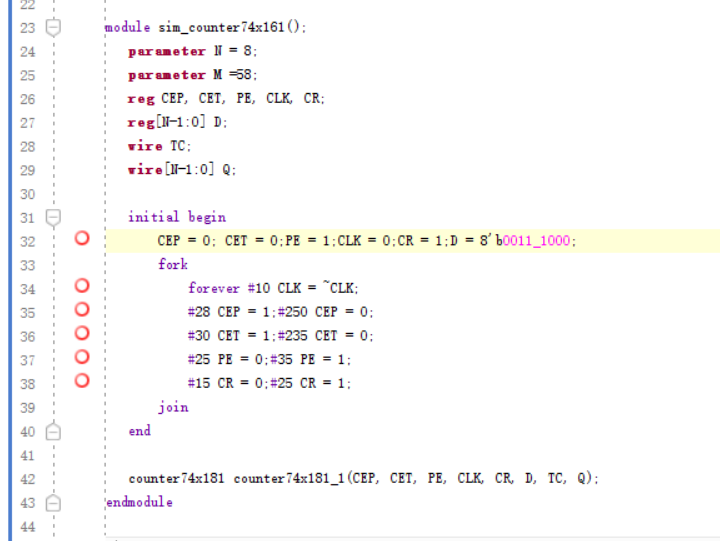 22
23 module sim_counter74x161();
24 parameter N = 8;
25 parameter M =58;
26 reg CEP, CET, PE, CLK, CR;
27 reg[N-1:0] D;
28 wire TC;
29 wire[N-1:0] Q;
30
31 initial begin
32 CEP = 0; CET = 0;PE = 1;CLK = 0;CR = 1;D = 8'b0011_1000;
33 fork
34 forever #10 CLK = ~CLK;
35 #28 CEP = 1;#250 CEP = 0;
36 #30 CET = 1;#235 CET = 0;
37 #25 PE = 0;#35 PE = 1;
38 #15 CR = 0;#25 CR = 1;
39 join
40 end
41
42 counter74x181 counter74x181_1(CEP, CET, PE, CLK, CR, D, TC, Q);
43 endmodule
44